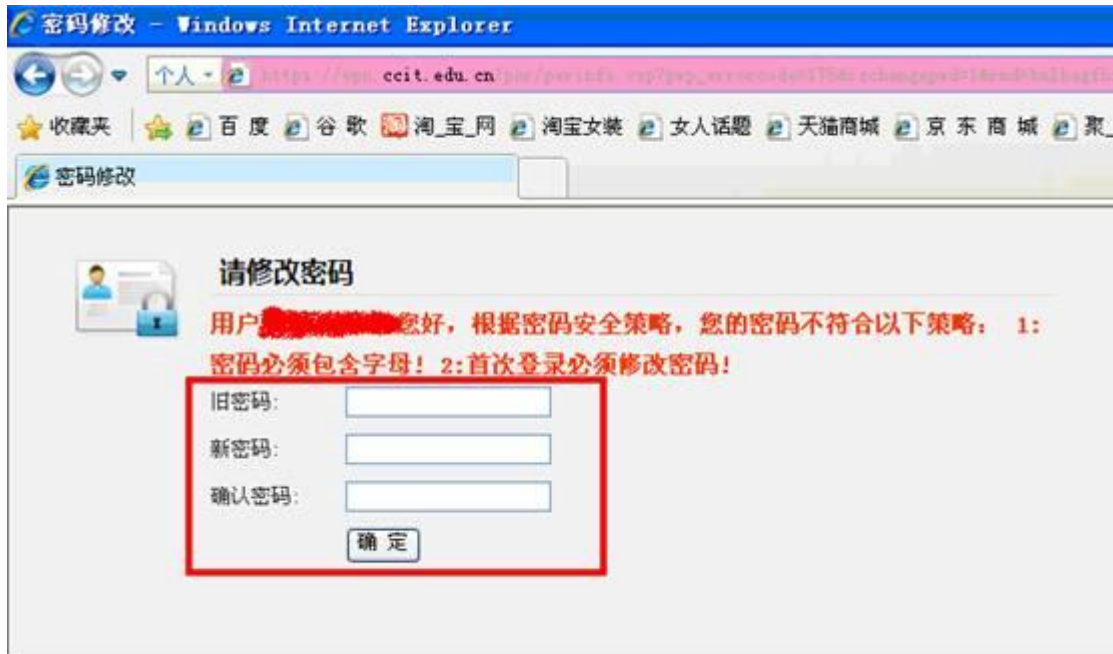 密码修改 - Windows Internet Explorer
个人 https://vpn.ccit.edu.cn
收藏夹 百 度 谷 歌 淘_宝_网 淘宝女装 女人话题 天猫商城 京 东 商 城 聚_
密码修改
请修改密码
用户 您好，根据密码安全策略，您的密码不符合以下策略： 1:
密码必须包含字母！ 2:首次登录必须修改密码！
旧密码:
新密码:
确认密码:
确 定